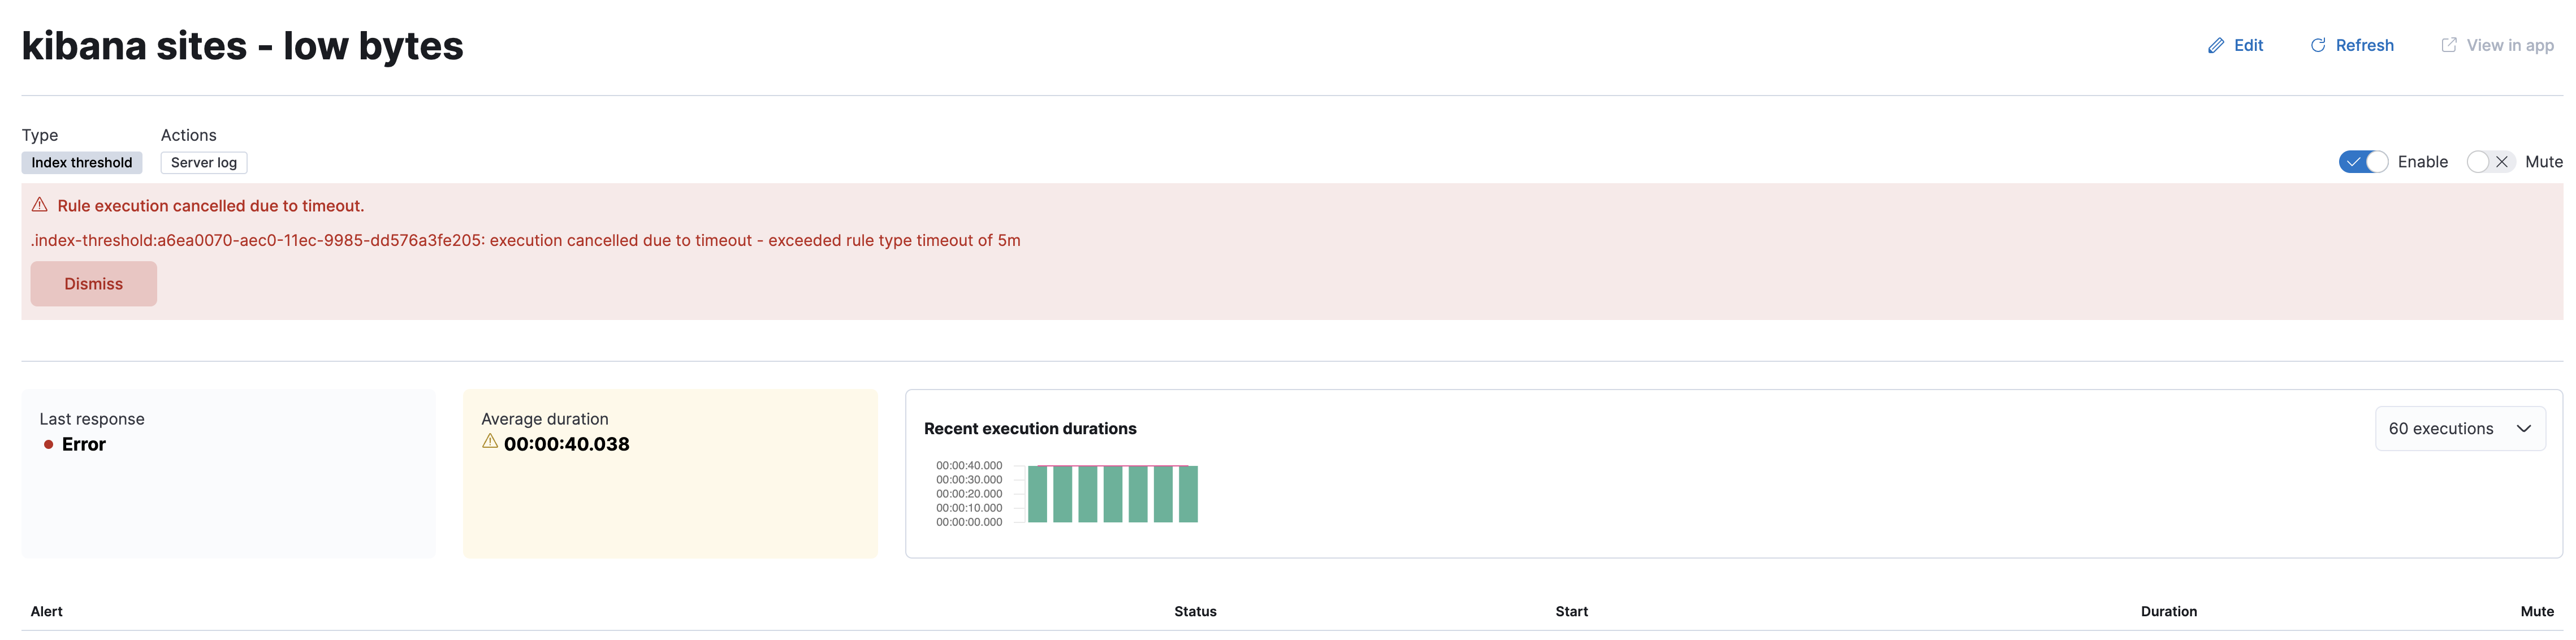 kibana sites - low bytes
Edit Refresh View in app
Type Actions
Index threshold Server log
Enable Mute
Rule execution cancelled due to timeout.
.index-threshold:a6ea0070-aec0-11ec-9985-dd576a3fe205: execution cancelled due to timeout - exceeded rule type timeout of 5m
Dismiss
Last response
Error
Average duration
00:00:40.038
Recent execution durations
60 executions
00:00:40.000
00:00:30.000
00:00:20.000
00:00:10.000
00:00:00.000
Alert Status Start Duration Mute